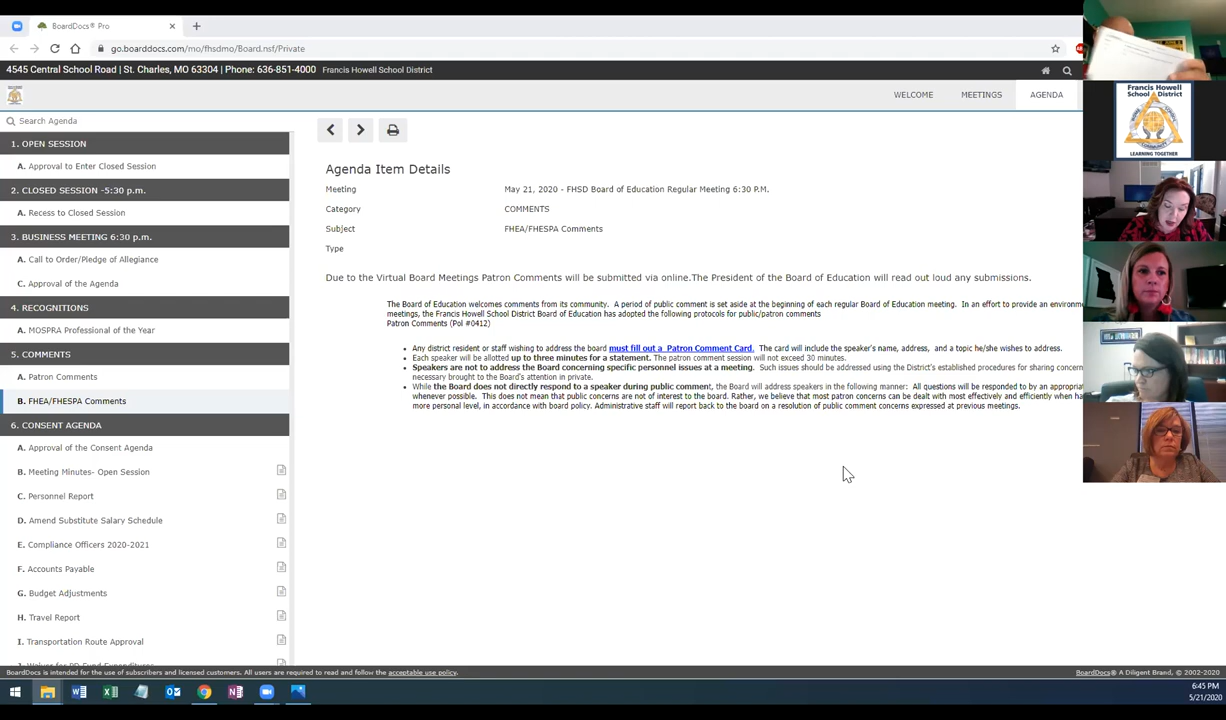 BoardDocs® Pro
go.boarddocs.com/mo/fhsdmo/Board.nsf/Private
4545 Central School Road | St. Charles, MO 63304 | Phone: 636-851-4000 Francis Howell School District
WELCOME MEETINGS AGENDA
Search Agenda
1. OPEN SESSION
A. Approval to Enter Closed Session
2. CLOSED SESSION -5:30 p.m.
A. Recess to Closed Session
3. BUSINESS MEETING 6:30 p.m.
A. Call to Order/Pledge of Allegiance
C. Approval of the Agenda
4. RECOGNITIONS
A. MOSPRA Professional of the Year
5. COMMENTS
A. Patron Comments
B. FHEA/FHESPA Comments
6. CONSENT AGENDA
A. Approval of the Consent Agenda
B. Meeting Minutes- Open Session
C. Personnel Report
D. Amend Substitute Salary Schedule
E. Compliance Officers 2020-2021
F. Accounts Payable
G. Budget Adjustments
H. Travel Report
I. Transportation Route Approval
Agenda Item Details
Meeting May 21, 2020 - FHSD Board of Education Regular Meeting 6:30 P.M.
Category COMMENTS
Subject FHEA/FHESPA Comments
Type
Due to the Virtual Board Meetings Patron Comments will be submitted via online.The President of the Board of Education will read out loud any submissions.
The Board of Education welcomes comments from its community. A period of public comment is set aside at the beginning of each regular Board of Education meeting. In an effort to provide an environme
meetings, the Francis Howell School District Board of Education has adopted the following protocols for public/patron comments
Patron Comments (Pol #0412)
• Any district resident or staff wishing to address the board must fill out a Patron Comment Card. The card will include the speaker's name, address, and a topic he/she wishes to address.
• Each speaker will be allotted up to three minutes for a statement. The patron comment session will not exceed 30 minutes.
• Speakers are not to address the Board concerning specific personnel issues at a meeting. Such issues should be addressed using the District's established procedures for sharing concern
necessary brought to the Board's attention in private.
• While the Board does not directly respond to a speaker during public comment, the Board will address speakers in the following manner: All questions will be responded to by an appropriat
whenever possible. This does not mean that public concerns are not of interest to the board. Rather, we believe that most patron concerns can be dealt with most effectively and efficiently when ha
more personal level, in accordance with board policy. Administrative staff will report back to the board on a resolution of public comment concerns expressed at previous meetings.
Francis Howell
School District
LEARNING TOGETHER
BoardDocs is intended for the use of subscribers and licensed customers. All users are required to read and follow the acceptable use policy.
BoardDocs® A Diligent Brand, © 2002-2020
6:45 PM
5/21/2020